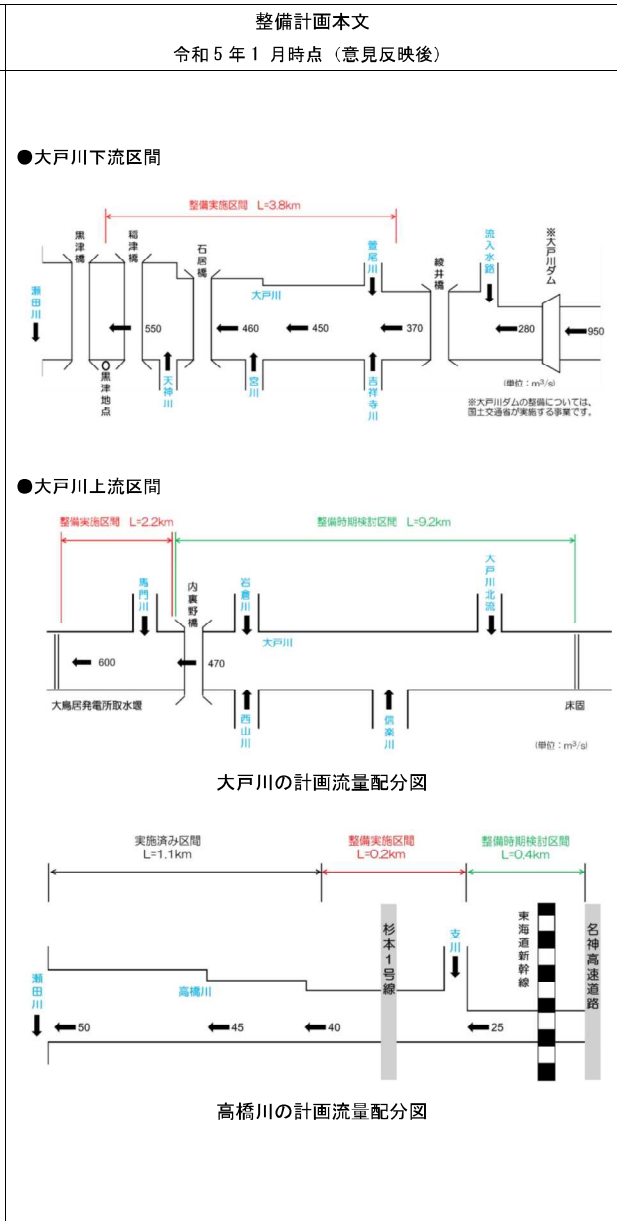 整備計画本文
令和5年1 月時点（意見反映後）
●大戸川下流区間
整備実施区間 L=3.8km
黒津橋
稲津橋
石居橋
萱尾川
綾井橋
流入水路
※大戸川ダム
瀬田川
大戸川
550
460
450
370
280
950
黒津地点
天神川
宮川
吉祥寺川
(単位：m³/s)
※大戸川ダムの整備については、
国土交通省が実施する事業です。
●大戸川上流区間
整備実施区間 L=2.2km
整備時期検討区間 L=9.2km
馬門川
内裏野橋
岩倉川
大戸川北流
大戸川
600
470
大鳥居発電所取水堰
西山川
信楽川
床固
(単位：m³/s)
大戸川の計画流量配分図
実施済み区間
L=1.1km
整備実施区間
L=0.2km
整備時期検討区間
L=0.4km
瀬田川
高橋川
杉本1号線
支川
東海道新幹線
名神高速道路
50
45
40
25
高橋川の計画流量配分図